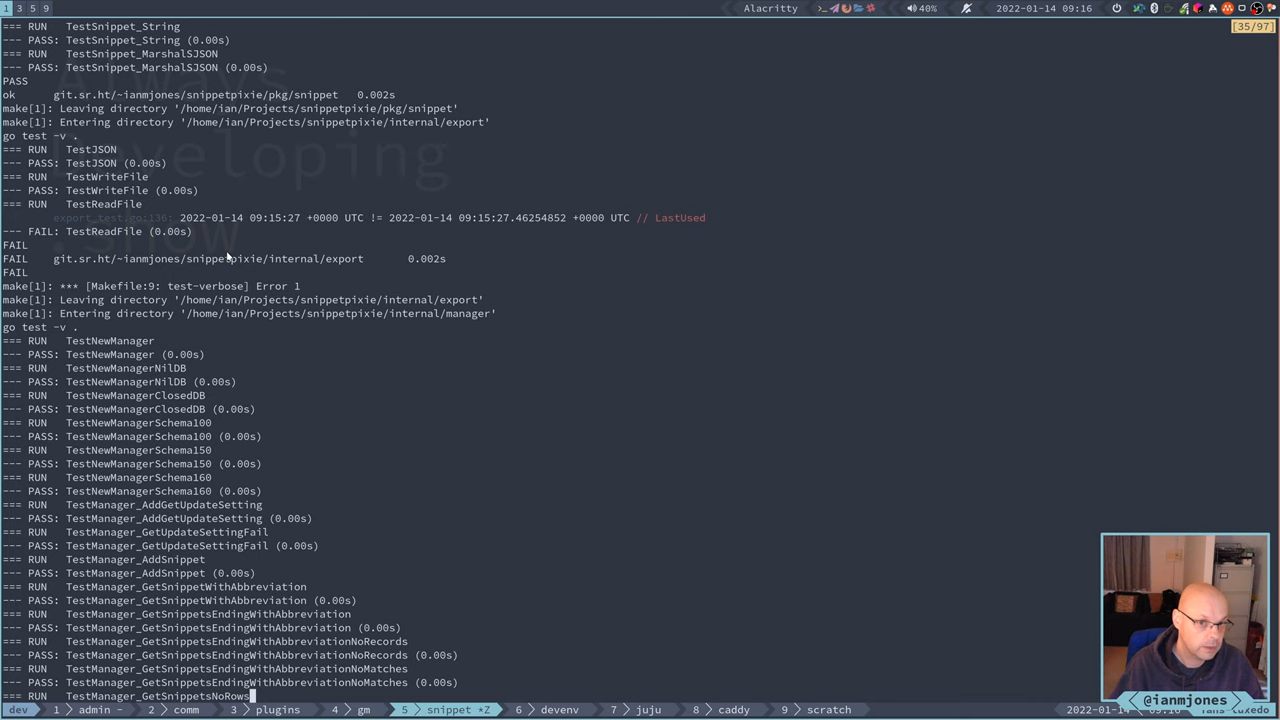 1 3 5 9 Alacritty 40% 2022-01-14 09:16
=== RUN TestSnippet_String [35/97]
--- PASS: TestSnippet_String (0.00s)
=== RUN TestSnippet_MarshalSJSON
--- PASS: TestSnippet_MarshalSJSON (0.00s)
Always
PASS
ok git.sr.ht/~ianmjones/snippetpixie/pkg/snippet 0.002s
make[1]: Leaving directory '/home/ian/Projects/snippetpixie/pkg/snippet'
make[1]: Entering directory '/home/ian/Projects/snippetpixie/internal/export'
go test -v .
=== RUN TestJSON
Developing
--- PASS: TestJSON (0.00s)
=== RUN TestWriteFile
--- PASS: TestWriteFile (0.00s)
=== RUN TestReadFile
export_test.go:136: 2022-01-14 09:15:27 +0000 UTC != 2022-01-14 09:15:27.46254852 +0000 UTC // LastUsed
--- FAIL: TestReadFile (0.00s)
.show
FAIL
FAIL git.sr.ht/~ianmjones/snippetpixie/internal/export 0.002s
FAIL
make[1]: *** [Makefile:9: test-verbose] Error 1
make[1]: Leaving directory '/home/ian/Projects/snippetpixie/internal/export'
make[1]: Entering directory '/home/ian/Projects/snippetpixie/internal/manager'
go test -v .
=== RUN TestNewManager
--- PASS: TestNewManager (0.00s)
=== RUN TestNewManagerNilDB
--- PASS: TestNewManagerNilDB (0.00s)
=== RUN TestNewManagerClosedDB
--- PASS: TestNewManagerClosedDB (0.00s)
=== RUN TestNewManagerSchema100
--- PASS: TestNewManagerSchema100 (0.00s)
=== RUN TestNewManagerSchema150
--- PASS: TestNewManagerSchema150 (0.00s)
=== RUN TestNewManagerSchema160
--- PASS: TestNewManagerSchema160 (0.00s)
=== RUN TestManager_AddGetUpdateSetting
--- PASS: TestManager_AddGetUpdateSetting (0.00s)
=== RUN TestManager_GetUpdateSettingFail
--- PASS: TestManager_GetUpdateSettingFail (0.00s)
=== RUN TestManager_AddSnippet
--- PASS: TestManager_AddSnippet (0.00s)
=== RUN TestManager_GetSnippetWithAbbreviation
--- PASS: TestManager_GetSnippetWithAbbreviation (0.00s)
=== RUN TestManager_GetSnippetsEndingWithAbbreviation
--- PASS: TestManager_GetSnippetsEndingWithAbbreviation (0.00s)
=== RUN TestManager_GetSnippetsEndingWithAbbreviationNoRecords
--- PASS: TestManager_GetSnippetsEndingWithAbbreviationNoRecords (0.00s)
=== RUN TestManager_GetSnippetsEndingWithAbbreviationNoMatches
--- PASS: TestManager_GetSnippetsEndingWithAbbreviationNoMatches (0.00s)
=== RUN TestManager_GetSnippetsNoRows
@ianmjones
dev 1 admin - 2 comm 3 plugins 4 gm 5 snippet *Z 6 devenv 7 juju 8 caddy 9 scratch 2022-01-14